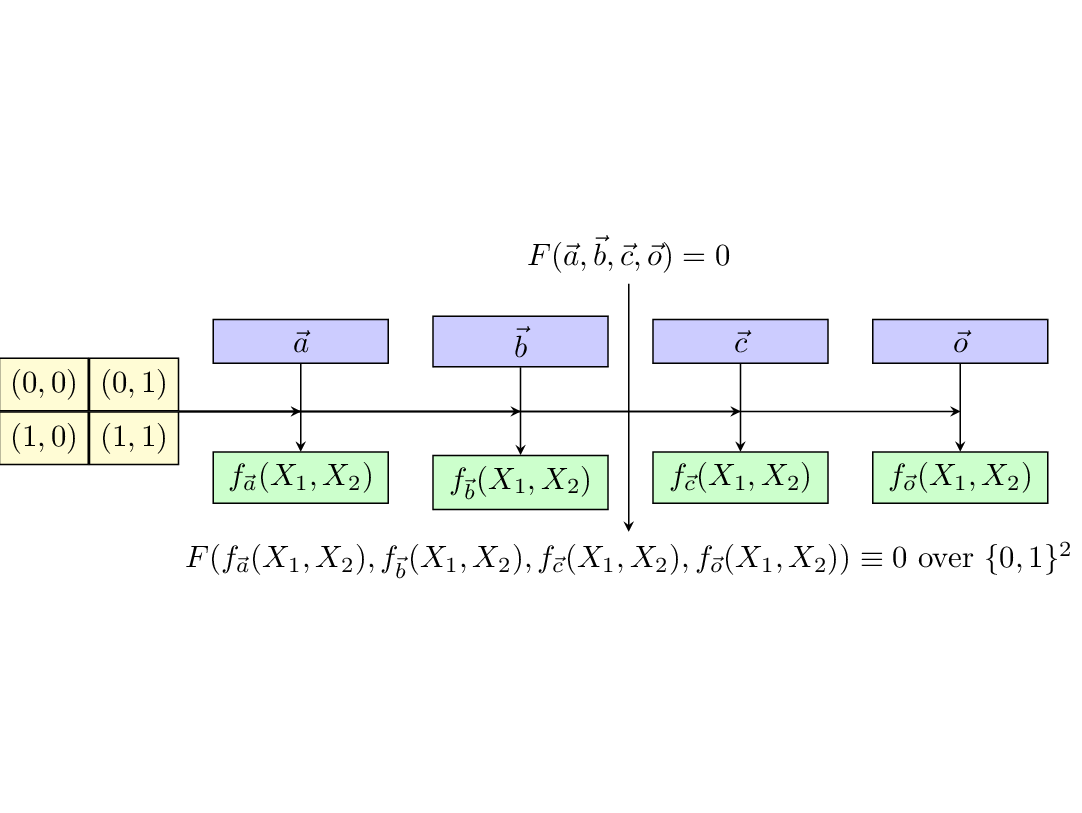 $F(\vec{a}, \vec{b}, \vec{c}, \vec{o}) = 0$
$\vec{a}$ $\vec{b}$ $\vec{c}$ $\vec{o}$
(0, 0) (0, 1)
(1, 0) (1, 1)
$f_{\vec{a}}(X_1, X_2)$ $f_{\vec{b}}(X_1, X_2)$ $f_{\vec{c}}(X_1, X_2)$ $f_{\vec{o}}(X_1, X_2)$
$F(f_{\vec{a}}(X_1, X_2), f_{\vec{b}}(X_1, X_2), f_{\vec{c}}(X_1, X_2), f_{\vec{o}}(X_1, X_2)) \equiv 0$ over $\{0, 1\}^2$